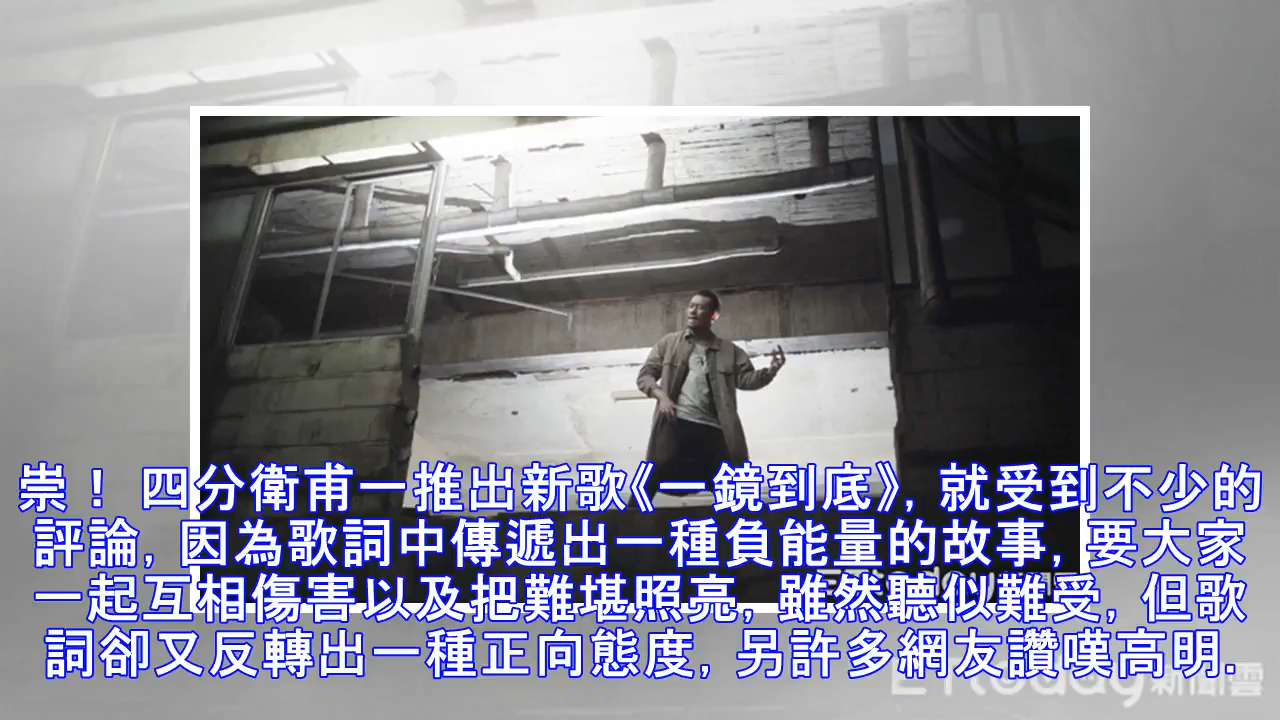 崇！ 四分衛甫一推出新歌《一鏡到底》, 就受到不少的
評論, 因為歌詞中傳遞出一種負能量的故事, 要大家
一起互相傷害以及把難堪照亮, 雖然聽似難受, 但歌
詞卻又反轉出一種正向態度, 另許多網友讚嘆高明.
ETtoday 新聞雲